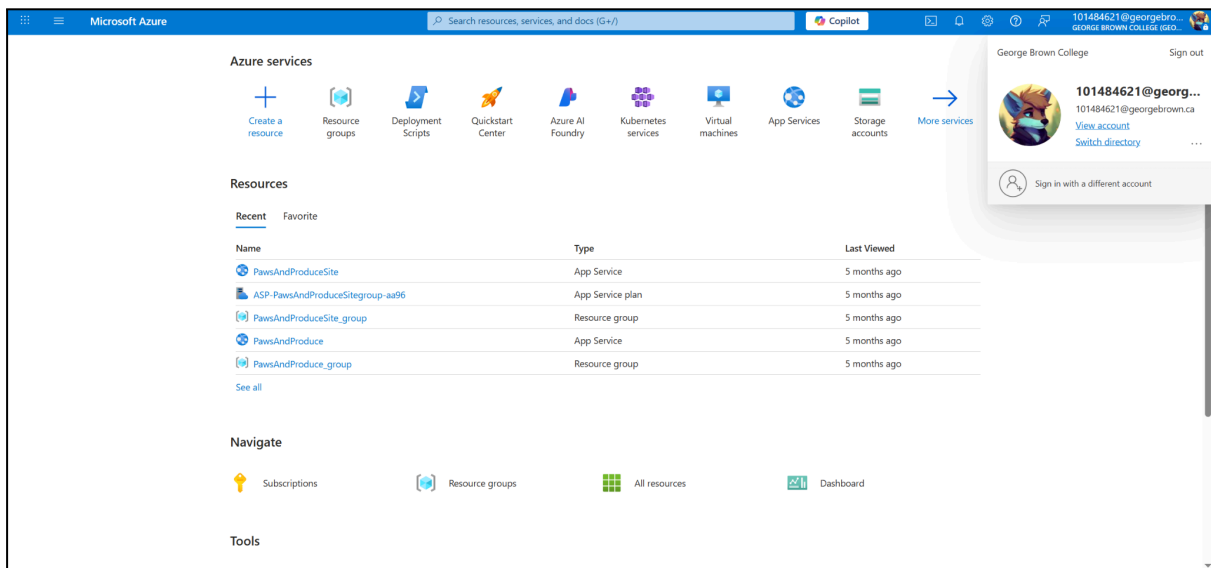 Microsoft Azure
Search resources, services, and docs (G+/)
Copilot
101484621@georgebro...
GEORGE BROWN COLLEGE (GEO...
George Brown College
Sign out
101484621@georg...
101484621@georgebrown.ca
View account
Switch directory
...
Sign in with a different account
Azure services
Create a resource
Resource groups
Deployment Scripts
Quickstart Center
Azure AI Foundry
Kubernetes services
Virtual machines
App Services
Storage accounts
More services
Resources
Recent Favorite
Name Type Last Viewed
PawsAndProduceSite App Service 5 months ago
ASP-PawsAndProduceSitegroup-aa96 App Service plan 5 months ago
PawsAndProduceSite_group Resource group 5 months ago
PawsAndProduce App Service 5 months ago
PawsAndProduce_group Resource group 5 months ago
See all
Navigate
Subscriptions
Resource groups
All resources
Dashboard
Tools